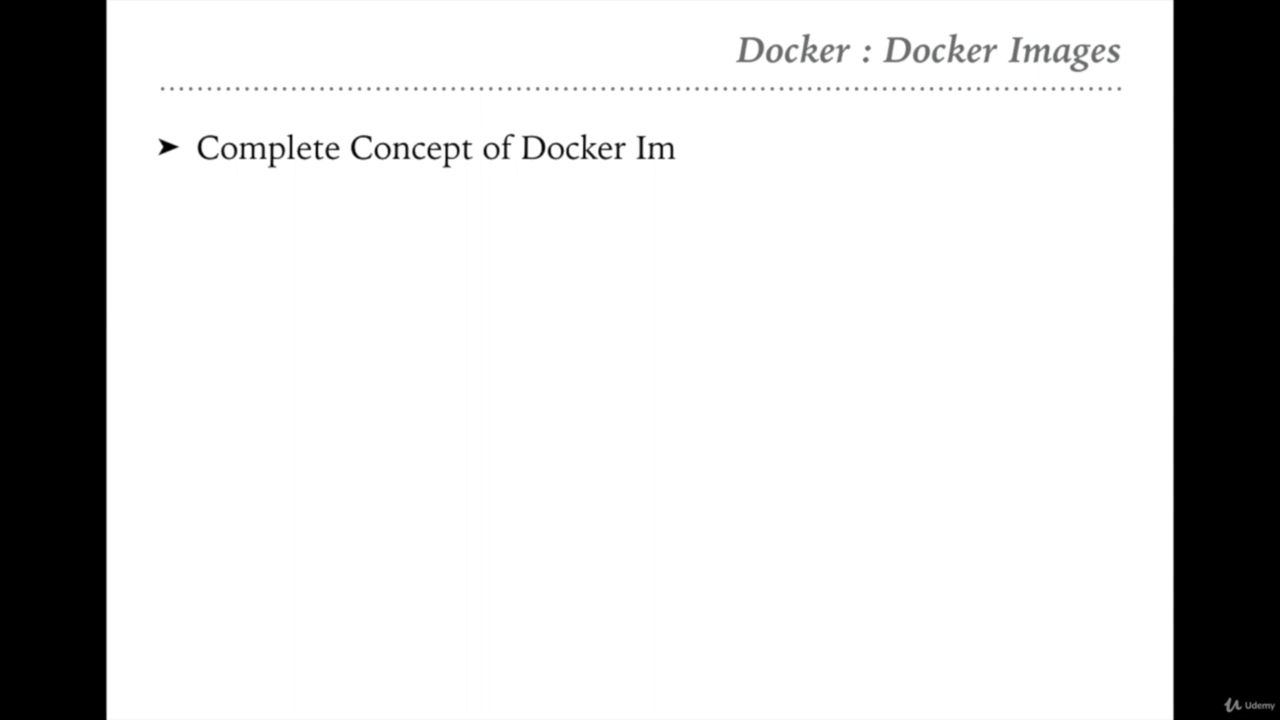 Docker : Docker Images
➤ Complete Concept of Docker Im
Udemy